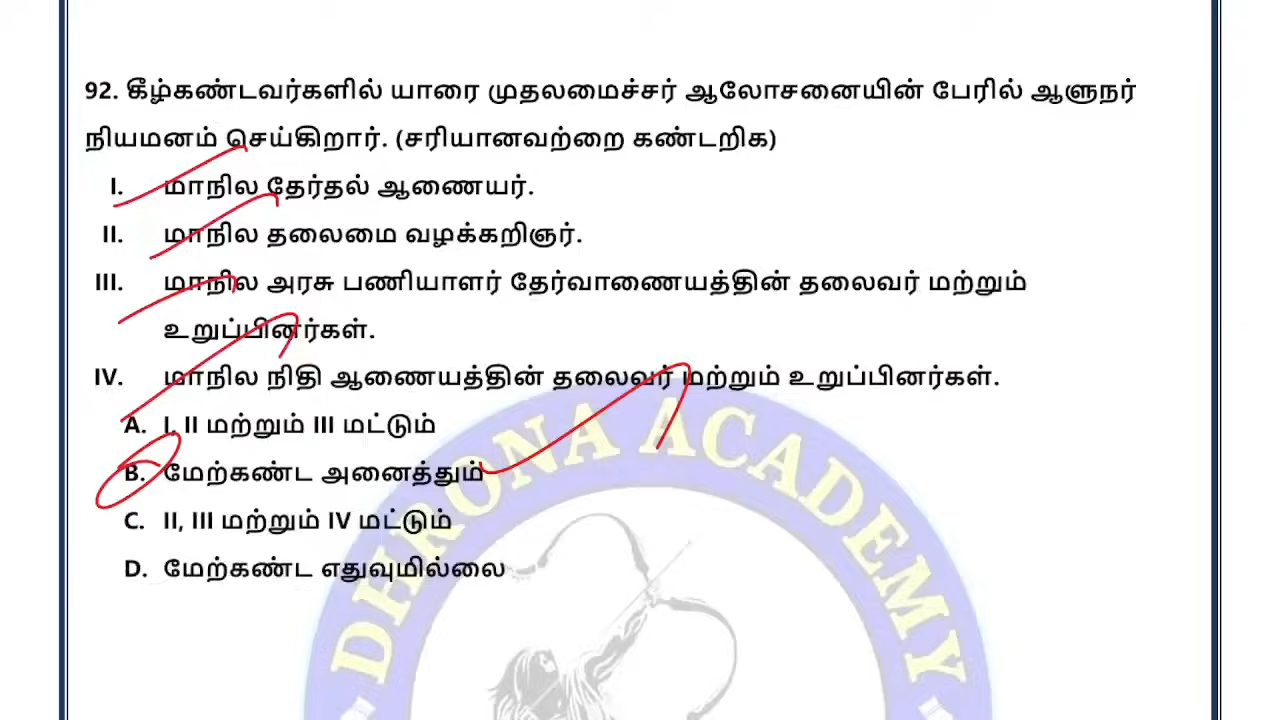 92. கீழ்கண்டவர்களில் யாரை முதலமைச்சர் ஆலோசனையின் பேரில் ஆளுநர்
நியமனம் செய்கிறார். (சரியானவற்றை கண்டறிக)
I. மாநில தேர்தல் ஆணையர்.
II. மாநில தலைமை வழக்கறிஞர்.
III. மாநில அரசு பணியாளர் தேர்வாணையத்தின் தலைவர் மற்றும்
உறுப்பினர்கள்.
IV. மாநில நிதி ஆணையத்தின் தலைவர் மற்றும் உறுப்பினர்கள்.
A. I, II மற்றும் III மட்டும்
B. மேற்கண்ட அனைத்தும்
C. II, III மற்றும் IV மட்டும்
D. மேற்கண்ட எதுவுமில்லை
DHRONA ACADEMY